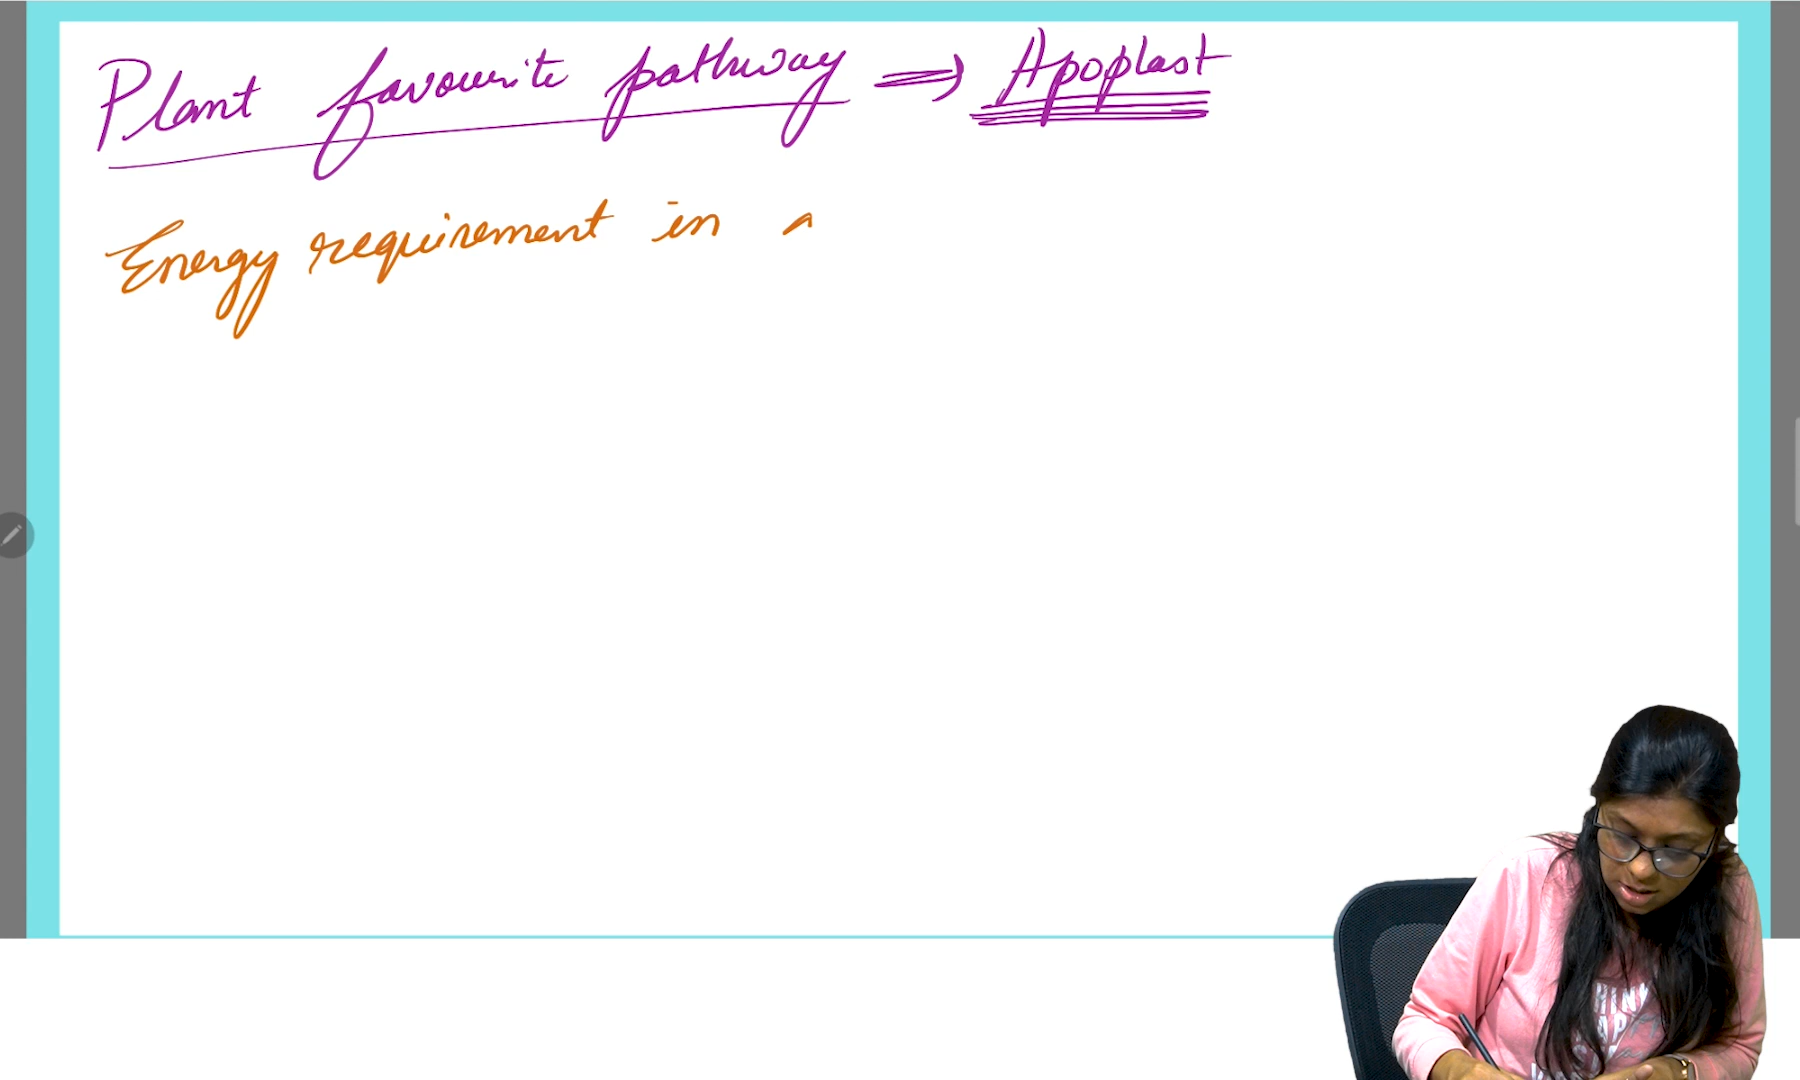 Plant favourite pathway ⇒ Apoplast
Energy requirement in